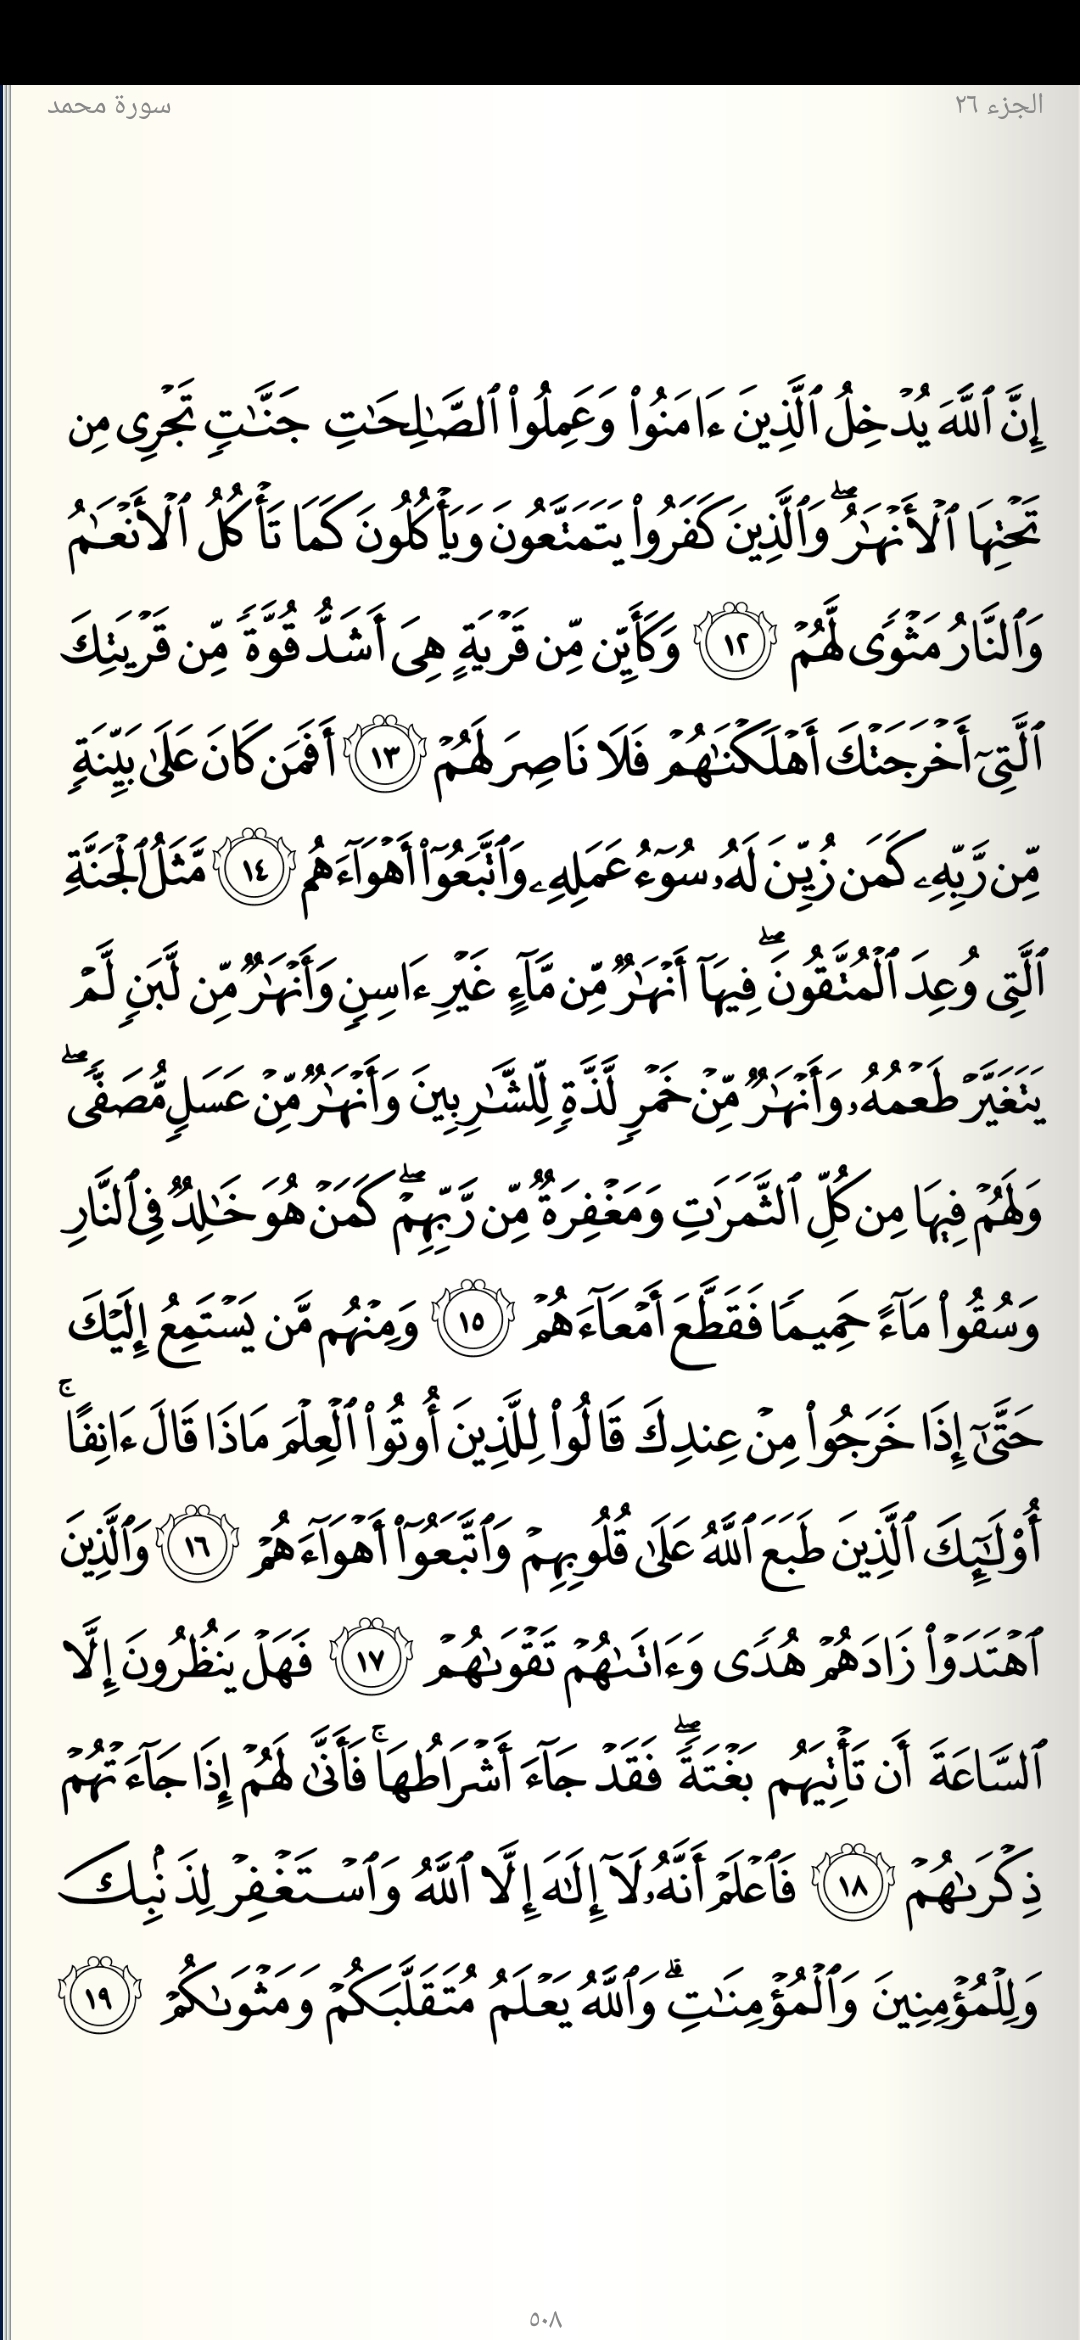 الجزء ٢٦
سورة محمد
إِنَّ ٱللَّهَ يُدۡخِلُ ٱلَّذِينَ ءَامَنُواْ وَعَمِلُواْ ٱلصَّٰلِحَٰتِ جَنَّٰتٖ تَجۡرِي مِن
تَحۡتِهَا ٱلۡأَنۡهَٰرُۖ وَٱلَّذِينَ كَفَرُواْ يَتَمَتَّعُونَ وَيَأۡكُلُونَ كَمَا تَأۡكُلُ ٱلۡأَنۡعَٰمُ
وَٱلنَّارُ مَثۡوٗى لَّهُمۡ ١٢ وَكَأَيِّن مِّن قَرۡيَةٍ هِيَ أَشَدُّ قُوَّةٗ مِّن قَرۡيَتِكَ
ٱلَّتِيٓ أَخۡرَجَتۡكَ أَهۡلَكۡنَٰهُمۡ فَلَا نَاصِرَ لَهُمۡ ١٣ أَفَمَن كَانَ عَلَىٰ بَيِّنَةٖ
مِّن رَّبِّهِۦ كَمَن زُيِّنَ لَهُۥ سُوٓءُ عَمَلِهِۦ وَٱتَّبَعُوٓاْ أَهۡوَآءَهُم ١٤ مَّثَلُ ٱلۡجَنَّةِ
ٱلَّتِي وُعِدَ ٱلۡمُتَّقُونَۖ فِيهَآ أَنۡهَٰرٞ مِّن مَّآءٍ غَيۡرِ ءَاسِنٖ وَأَنۡهَٰرٞ مِّن لَّبَنٖ لَّمۡ
يَتَغَيَّرۡ طَعۡمُهُۥ وَأَنۡهَٰرٞ مِّنۡ خَمۡرٖ لَّذَّةٖ لِّلشَّٰرِبِينَ وَأَنۡهَٰرٞ مِّنۡ عَسَلٖ مُّصَفّٗىۖ
وَلَهُمۡ فِيهَا مِن كُلِّ ٱلثَّمَرَٰتِ وَمَغۡفِرَةٞ مِّن رَّبِّهِمۡۖ كَمَنۡ هُوَ خَٰلِدٞ فِي ٱلنَّارِ
وَسُقُواْ مَآءً حَمِيمٗا فَقَطَّعَ أَمۡعَآءَهُمۡ ١٥ وَمِنۡهُم مَّن يَسۡتَمِعُ إِلَيۡكَ
حَتَّىٰٓ إِذَا خَرَجُواْ مِنۡ عِندِكَ قَالُواْ لِلَّذِينَ أُوتُواْ ٱلۡعِلۡمَ مَاذَا قَالَ ءَانِفًاۚ
أُوْلَٰٓئِكَ ٱلَّذِينَ طَبَعَ ٱللَّهُ عَلَىٰ قُلُوبِهِمۡ وَٱتَّبَعُوٓاْ أَهۡوَآءَهُمۡ ١٦ وَٱلَّذِينَ
ٱهۡتَدَوۡاْ زَادَهُمۡ هُدٗى وَءَاتَىٰهُمۡ تَقۡوَىٰهُمۡ ١٧ فَهَلۡ يَنظُرُونَ إِلَّا
ٱلسَّاعَةَ أَن تَأۡتِيَهُم بَغۡتَةٗۖ فَقَدۡ جَآءَ أَشۡرَاطُهَاۚ فَأَنَّىٰ لَهُمۡ إِذَا جَآءَتۡهُمۡ
ذِكۡرَىٰهُمۡ ١٨ فَٱعۡلَمۡ أَنَّهُۥ لَآ إِلَٰهَ إِلَّا ٱللَّهُ وَٱسۡتَغۡفِرۡ لِذَنۢبِكَ
وَلِلۡمُؤۡمِنِينَ وَٱلۡمُؤۡمِنَٰتِۗ وَٱللَّهُ يَعۡلَمُ مُتَقَلَّبَكُمۡ وَمَثۡوَىٰكُمۡ ١٩
٥٠٨